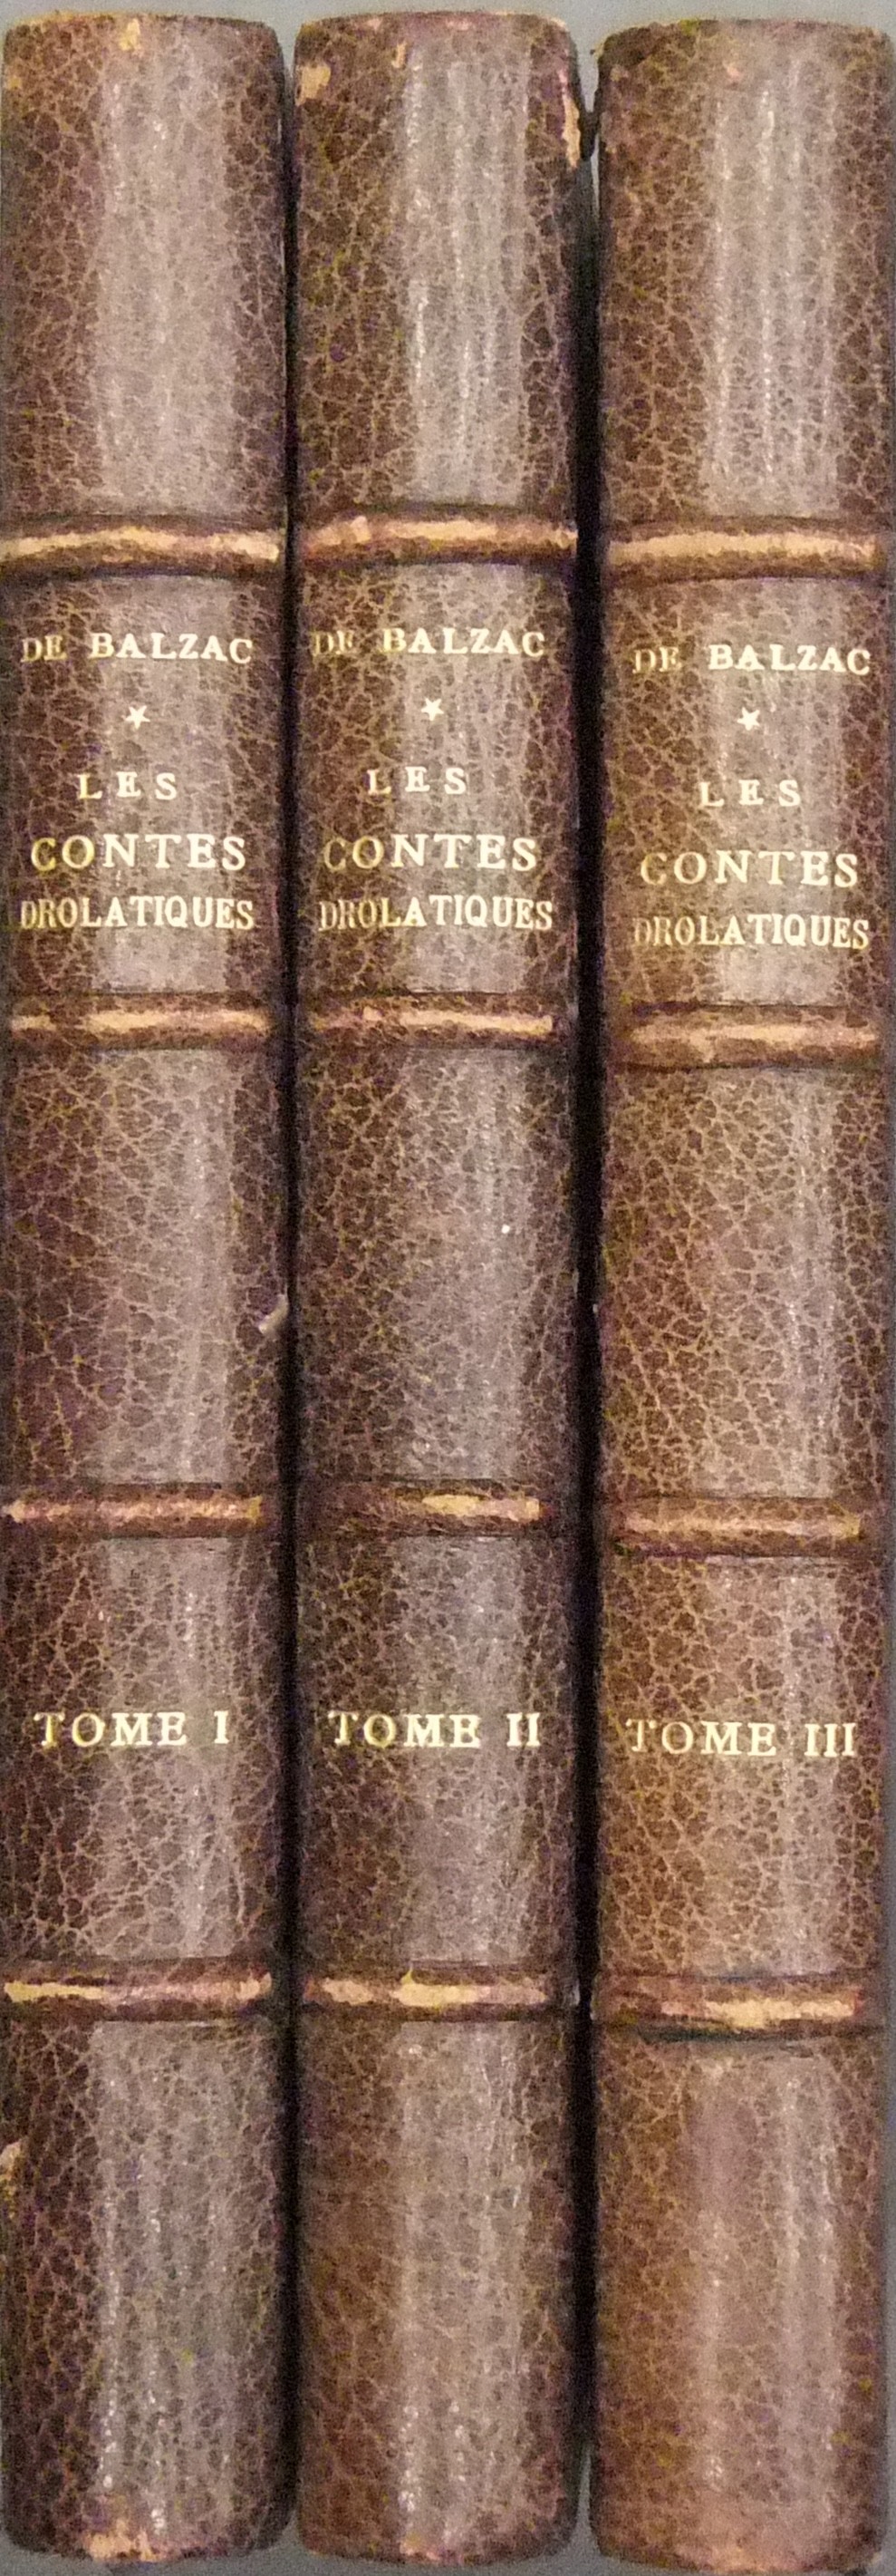 DE BALZAC
LES
CONTES
DROLATIQUES
TOME I
DE BALZAC
LES
CONTES
DROLATIQUES
TOME II
DE BALZAC
LES
CONTES
DROLATIQUES
TOME III